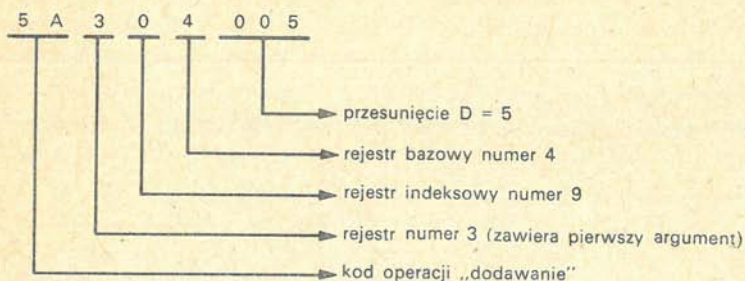 5 A 3 0 4 0 0 5
przesunięcie D = 5
rejestr bazowy numer 4
rejestr indeksowy numer 9
rejestr numer 3 (zawiera pierwszy argument)
kod operacji „dodawanie”